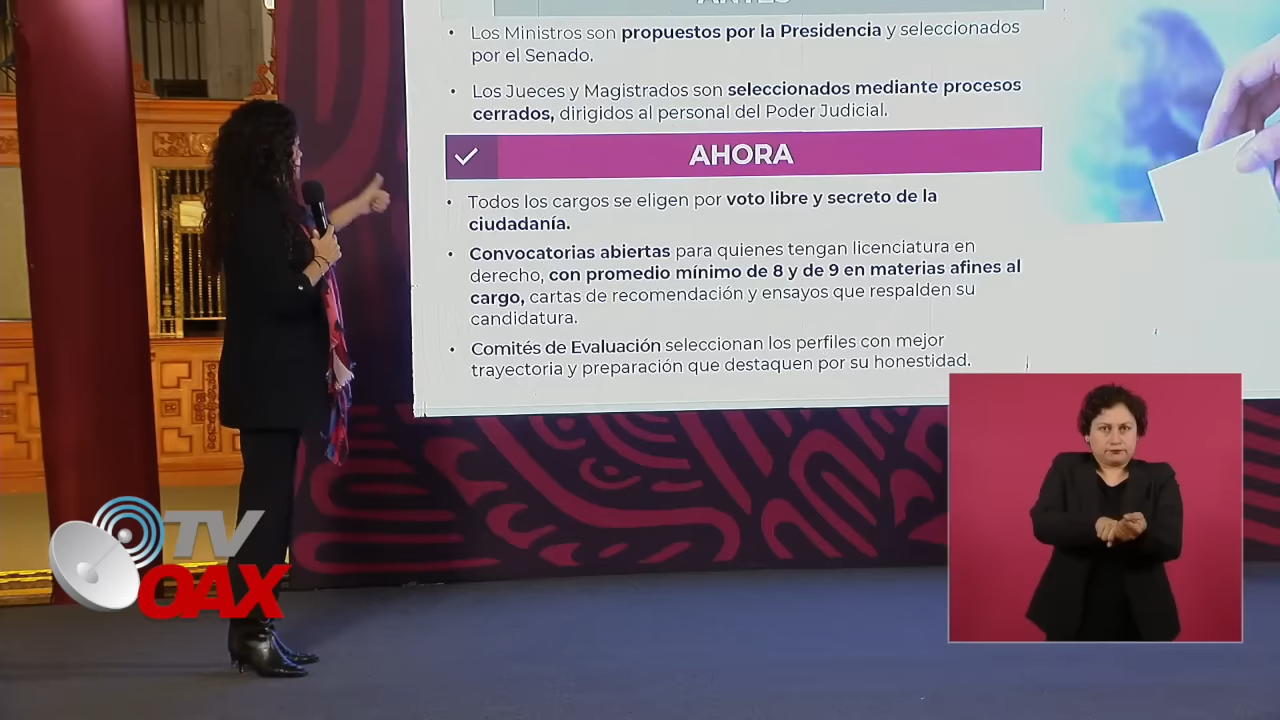 ANTES
• Los Ministros son propuestos por la Presidencia y seleccionados
por el Senado.
• Los Jueces y Magistrados son seleccionados mediante procesos
cerrados, dirigidos al personal del Poder Judicial.
AHORA
• Todos los cargos se eligen por voto libre y secreto de la
ciudadanía.
• Convocatorias abiertas para quienes tengan licenciatura en
derecho, con promedio mínimo de 8 y de 9 en materias afines al
cargo, cartas de recomendación y ensayos que respalden su
candidatura.
• Comités de Evaluación seleccionan los perfiles con mejor
trayectoria y preparación que destaquen por su honestidad.
TV
OAX